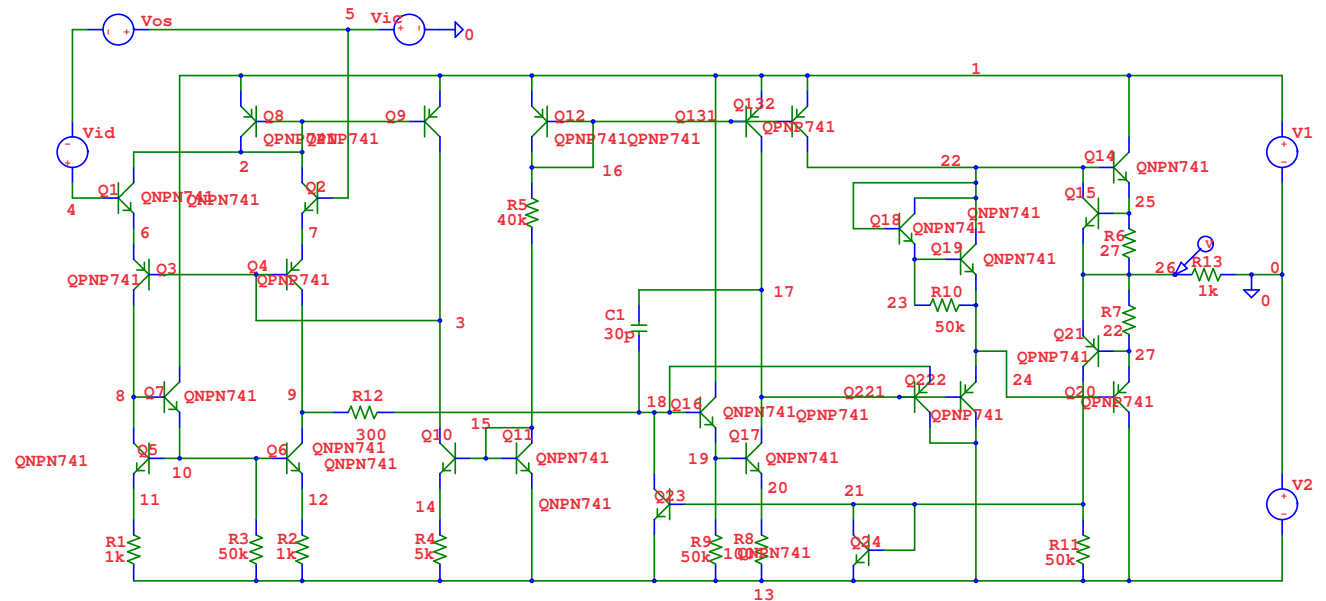 Vos
5
Vic
0
1
Q8
Q9
Q12
Q131
Q132
QPNP741
QPNP741
QPNP741
QPNP741
QPNP741
Vid
V1
2
16
22
Q14
QNPN741
4
Q1
QNPN741
QNPN741
Q2
R5
40k
Q15
25
6
7
Q18
QNPN741
QNPN741
Q19
QNPN741
R6
27
Q3
QPNP741
Q4
QPNP741
26
R13
1k
0
0
17
23
R10
50k
3
C1
30p
R7
22
Q21
QPNP741
27
8
Q7
QNPN741
9
R12
300
18
Q16
QNPN741
QPNP741
Q221
Q222
QPNP741
24
Q20
QPNP741
15
Q10
Q11
Q17
Q5
QNPN741
10
Q6
QNPN741
QNPN741
QNPN741
19
QNPN741
11
12
14
QNPN741
Q23
20
21
V2
R1
1k
R3
50k
R2
1k
R4
5k
R9
50k
R8
QNPN741
Q24
R11
50k
13